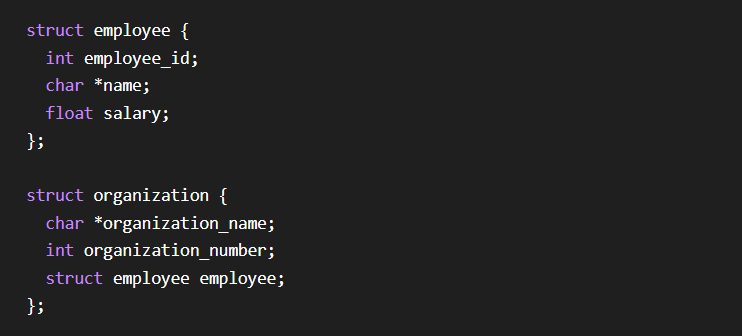 struct employee {
  int employee_id;
  char *name;
  float salary;
};

struct organization {
  char *organization_name;
  int organization_number;
  struct employee employee;
};